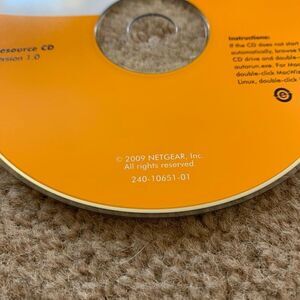 esource CD
ersion 1.0
Instructions:
If the CD does not start
automatically, browse
CD drive and double-
autorun.exe. For Mac
double-click MacWi
Linux, double-click
© 2009 NETGEAR, Inc.
All rights reserved.
240-10651-01